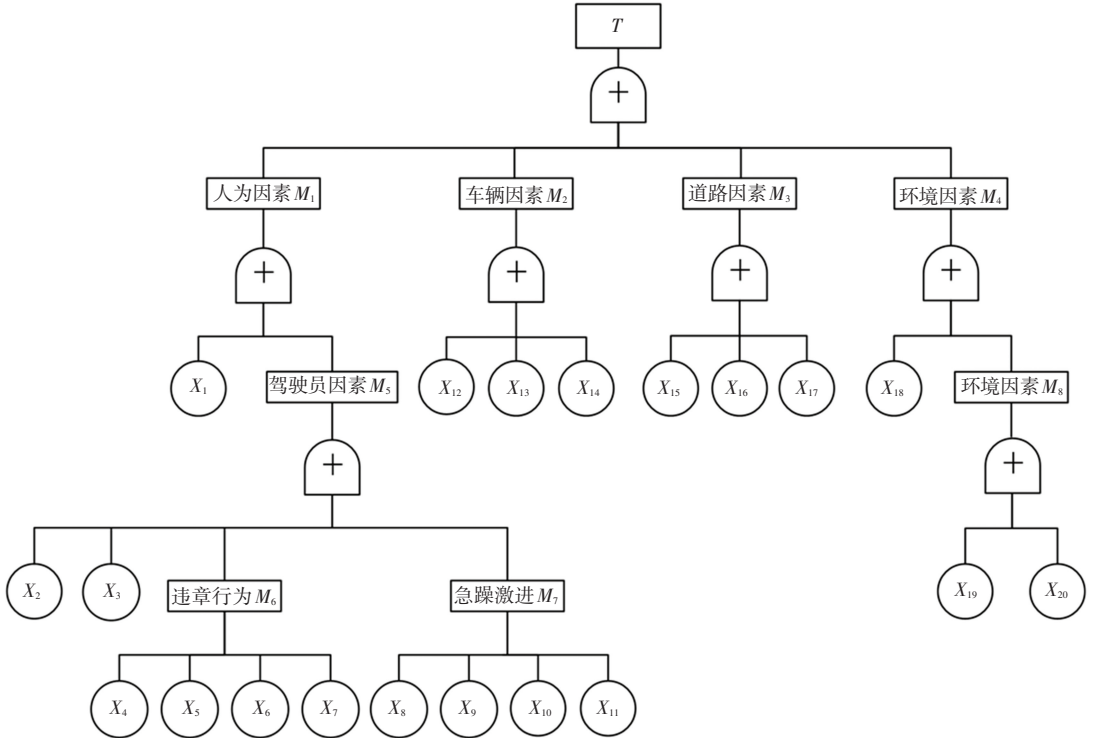 T
+
人为因素M₁
车辆因素M₂
道路因素M₃
环境因素M₄
+
+
+
+
X₁
驾驶员因素M₅
X₁₂
X₁₃
X₁₄
X₁₅
X₁₆
X₁₇
X₁₈
环境因素M₈
+
+
X₂
X₃
违章行为M₆
急躁激进M₇
X₁₉
X₂₀
X₄
X₅
X₆
X₇
X₈
X₉
X₁₀
X₁₁